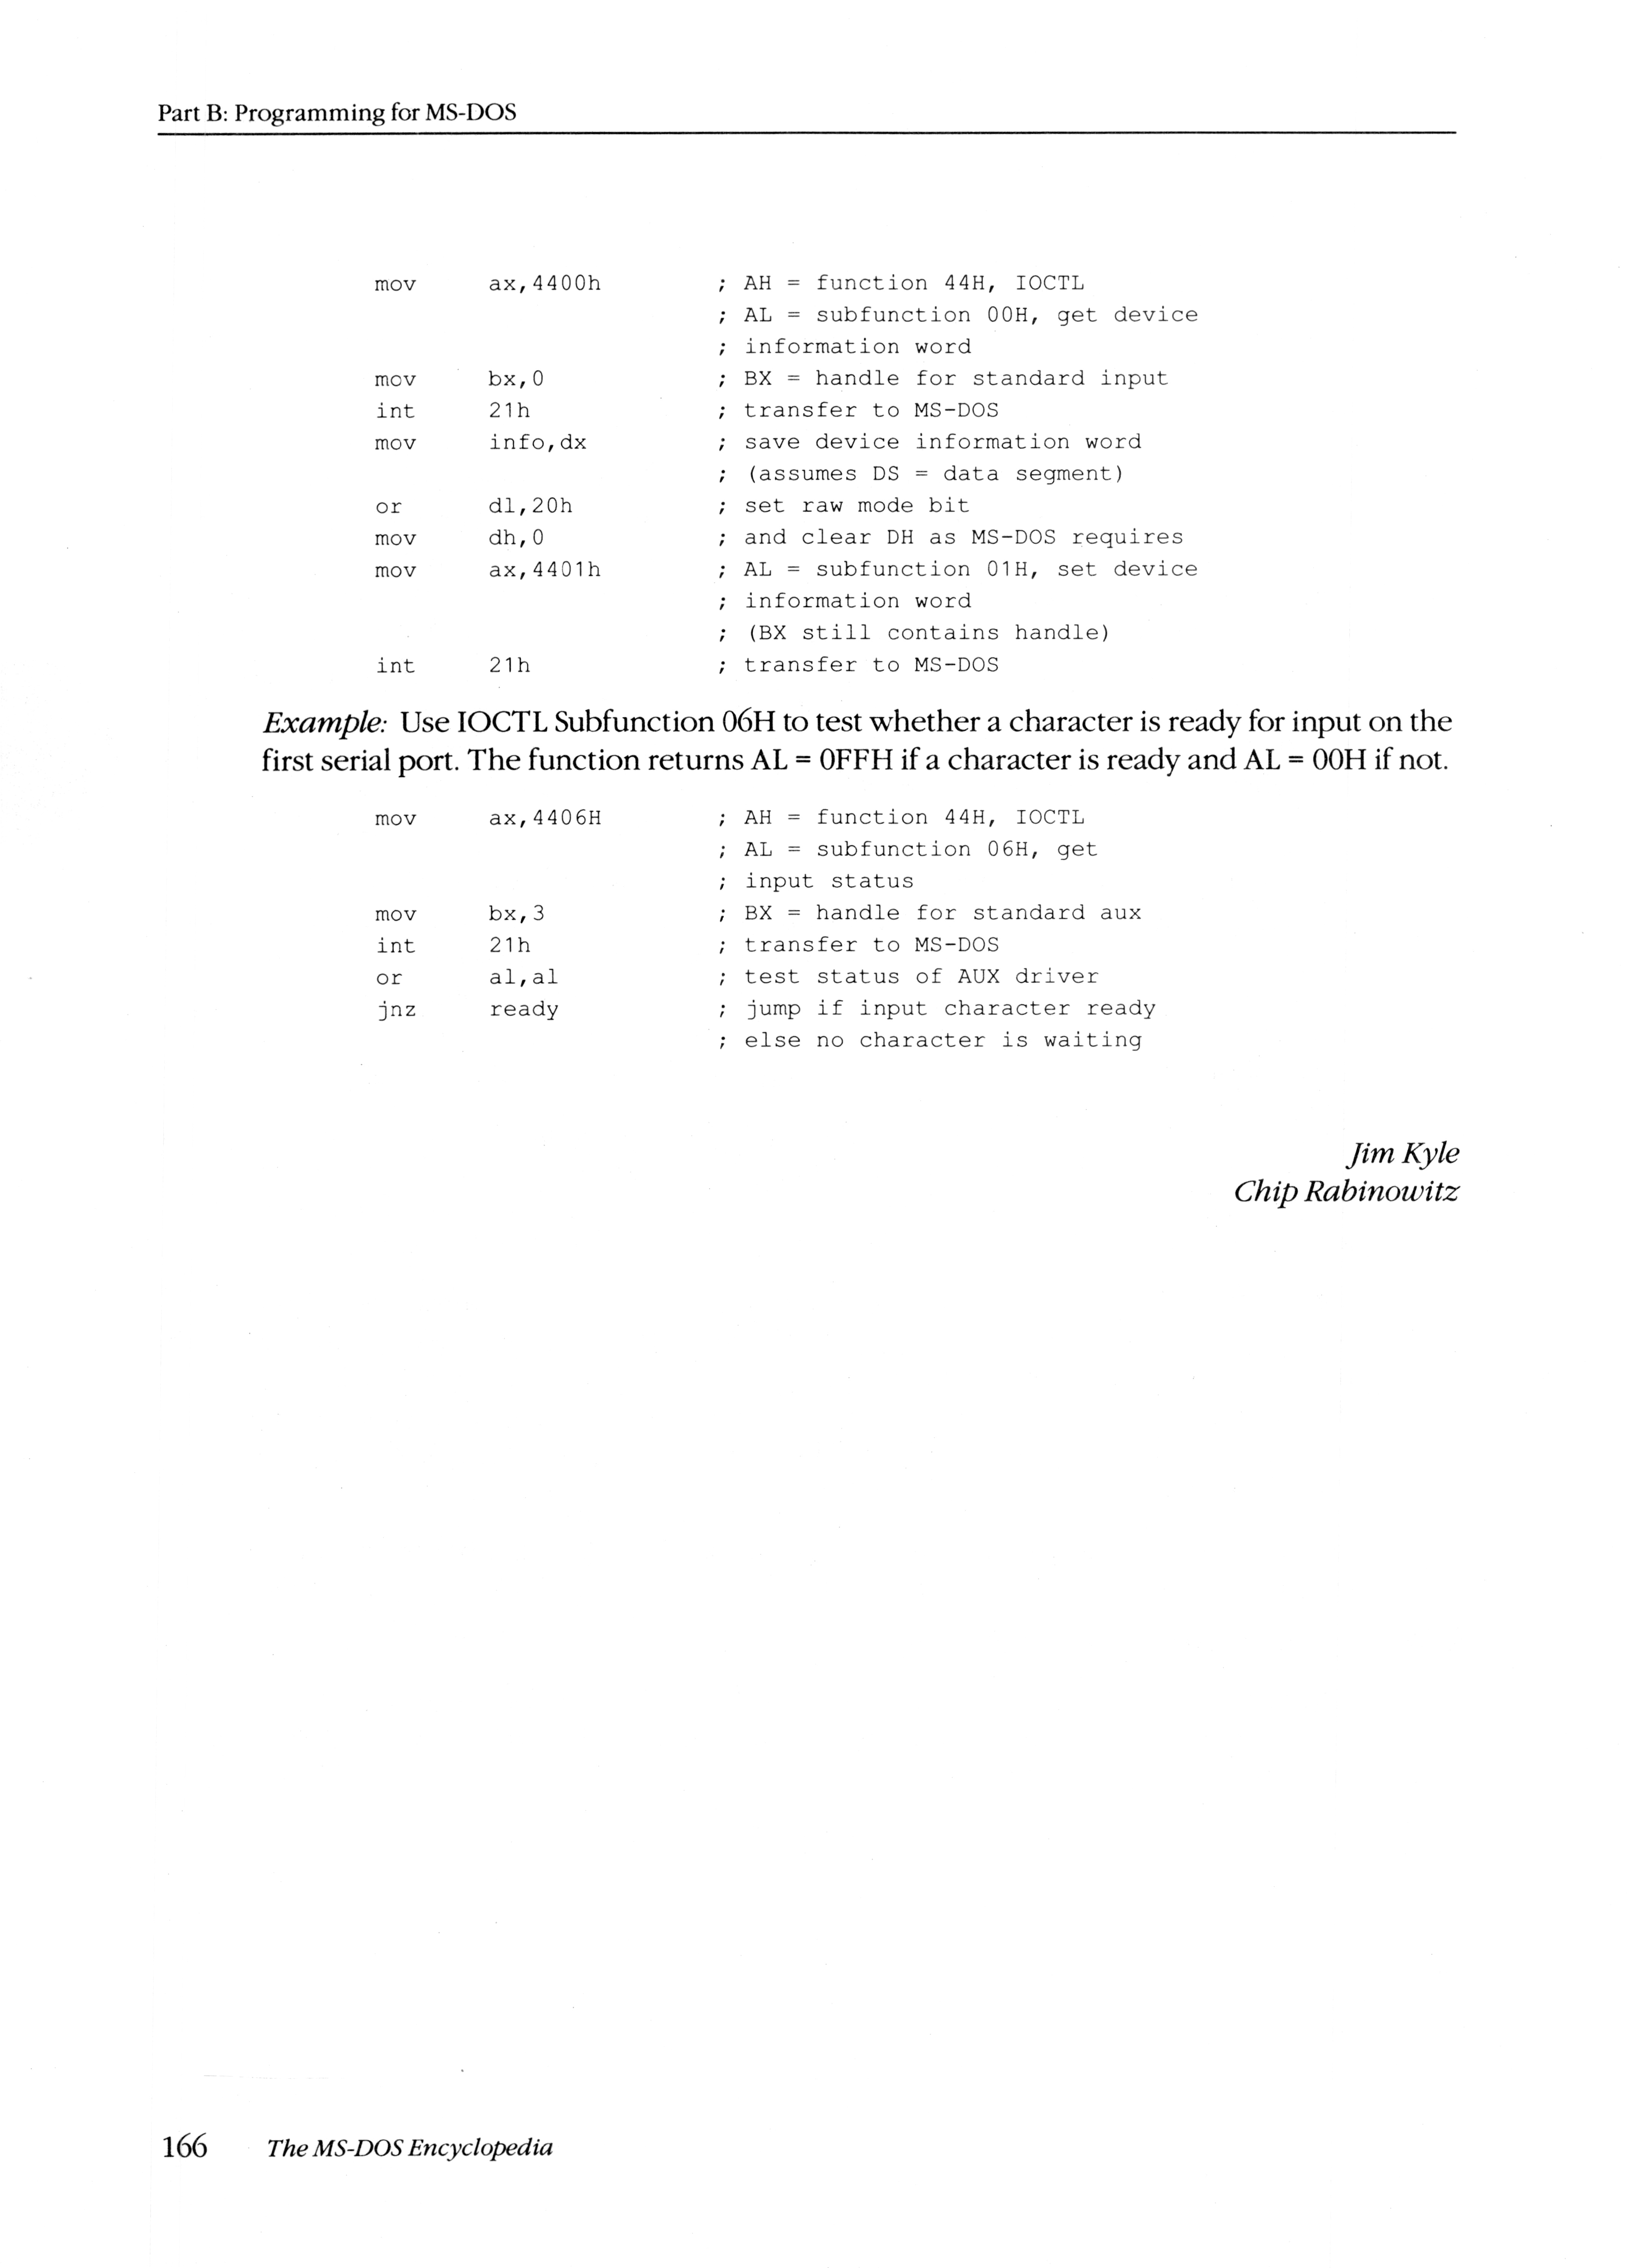 Part B: Programming for MS-DOS
mov ax,4400h ; AH = function 44H, IOCTL
; AL = subfunction 00H, get device
; information word
mov bx,0 ; BX = handle for standard input
int 21h ; transfer to MS-DOS
mov info,dx ; save device information word
; (assumes DS = data segment)
or dl,20h ; set raw mode bit
mov dh,0 ; and clear DH as MS-DOS requires
mov ax,4401h ; AL = subfunction 01H, set device
; information word
; (BX still contains handle)
int 21h ; transfer to MS-DOS
Example: Use IOCTL Subfunction 06H to test whether a character is ready for input on the
first serial port. The function returns AL = 0FFH if a character is ready and AL = 00H if not.
mov ax,4406H ; AH = function 44H, IOCTL
; AL = subfunction 06H, get
; input status
mov bx,3 ; BX = handle for standard aux
int 21h ; transfer to MS-DOS
or al,al ; test status of AUX driver
jnz ready ; jump if input character ready
; else no character is waiting
Jim Kyle
Chip Rabinowitz
166 The MS-DOS Encyclopedia